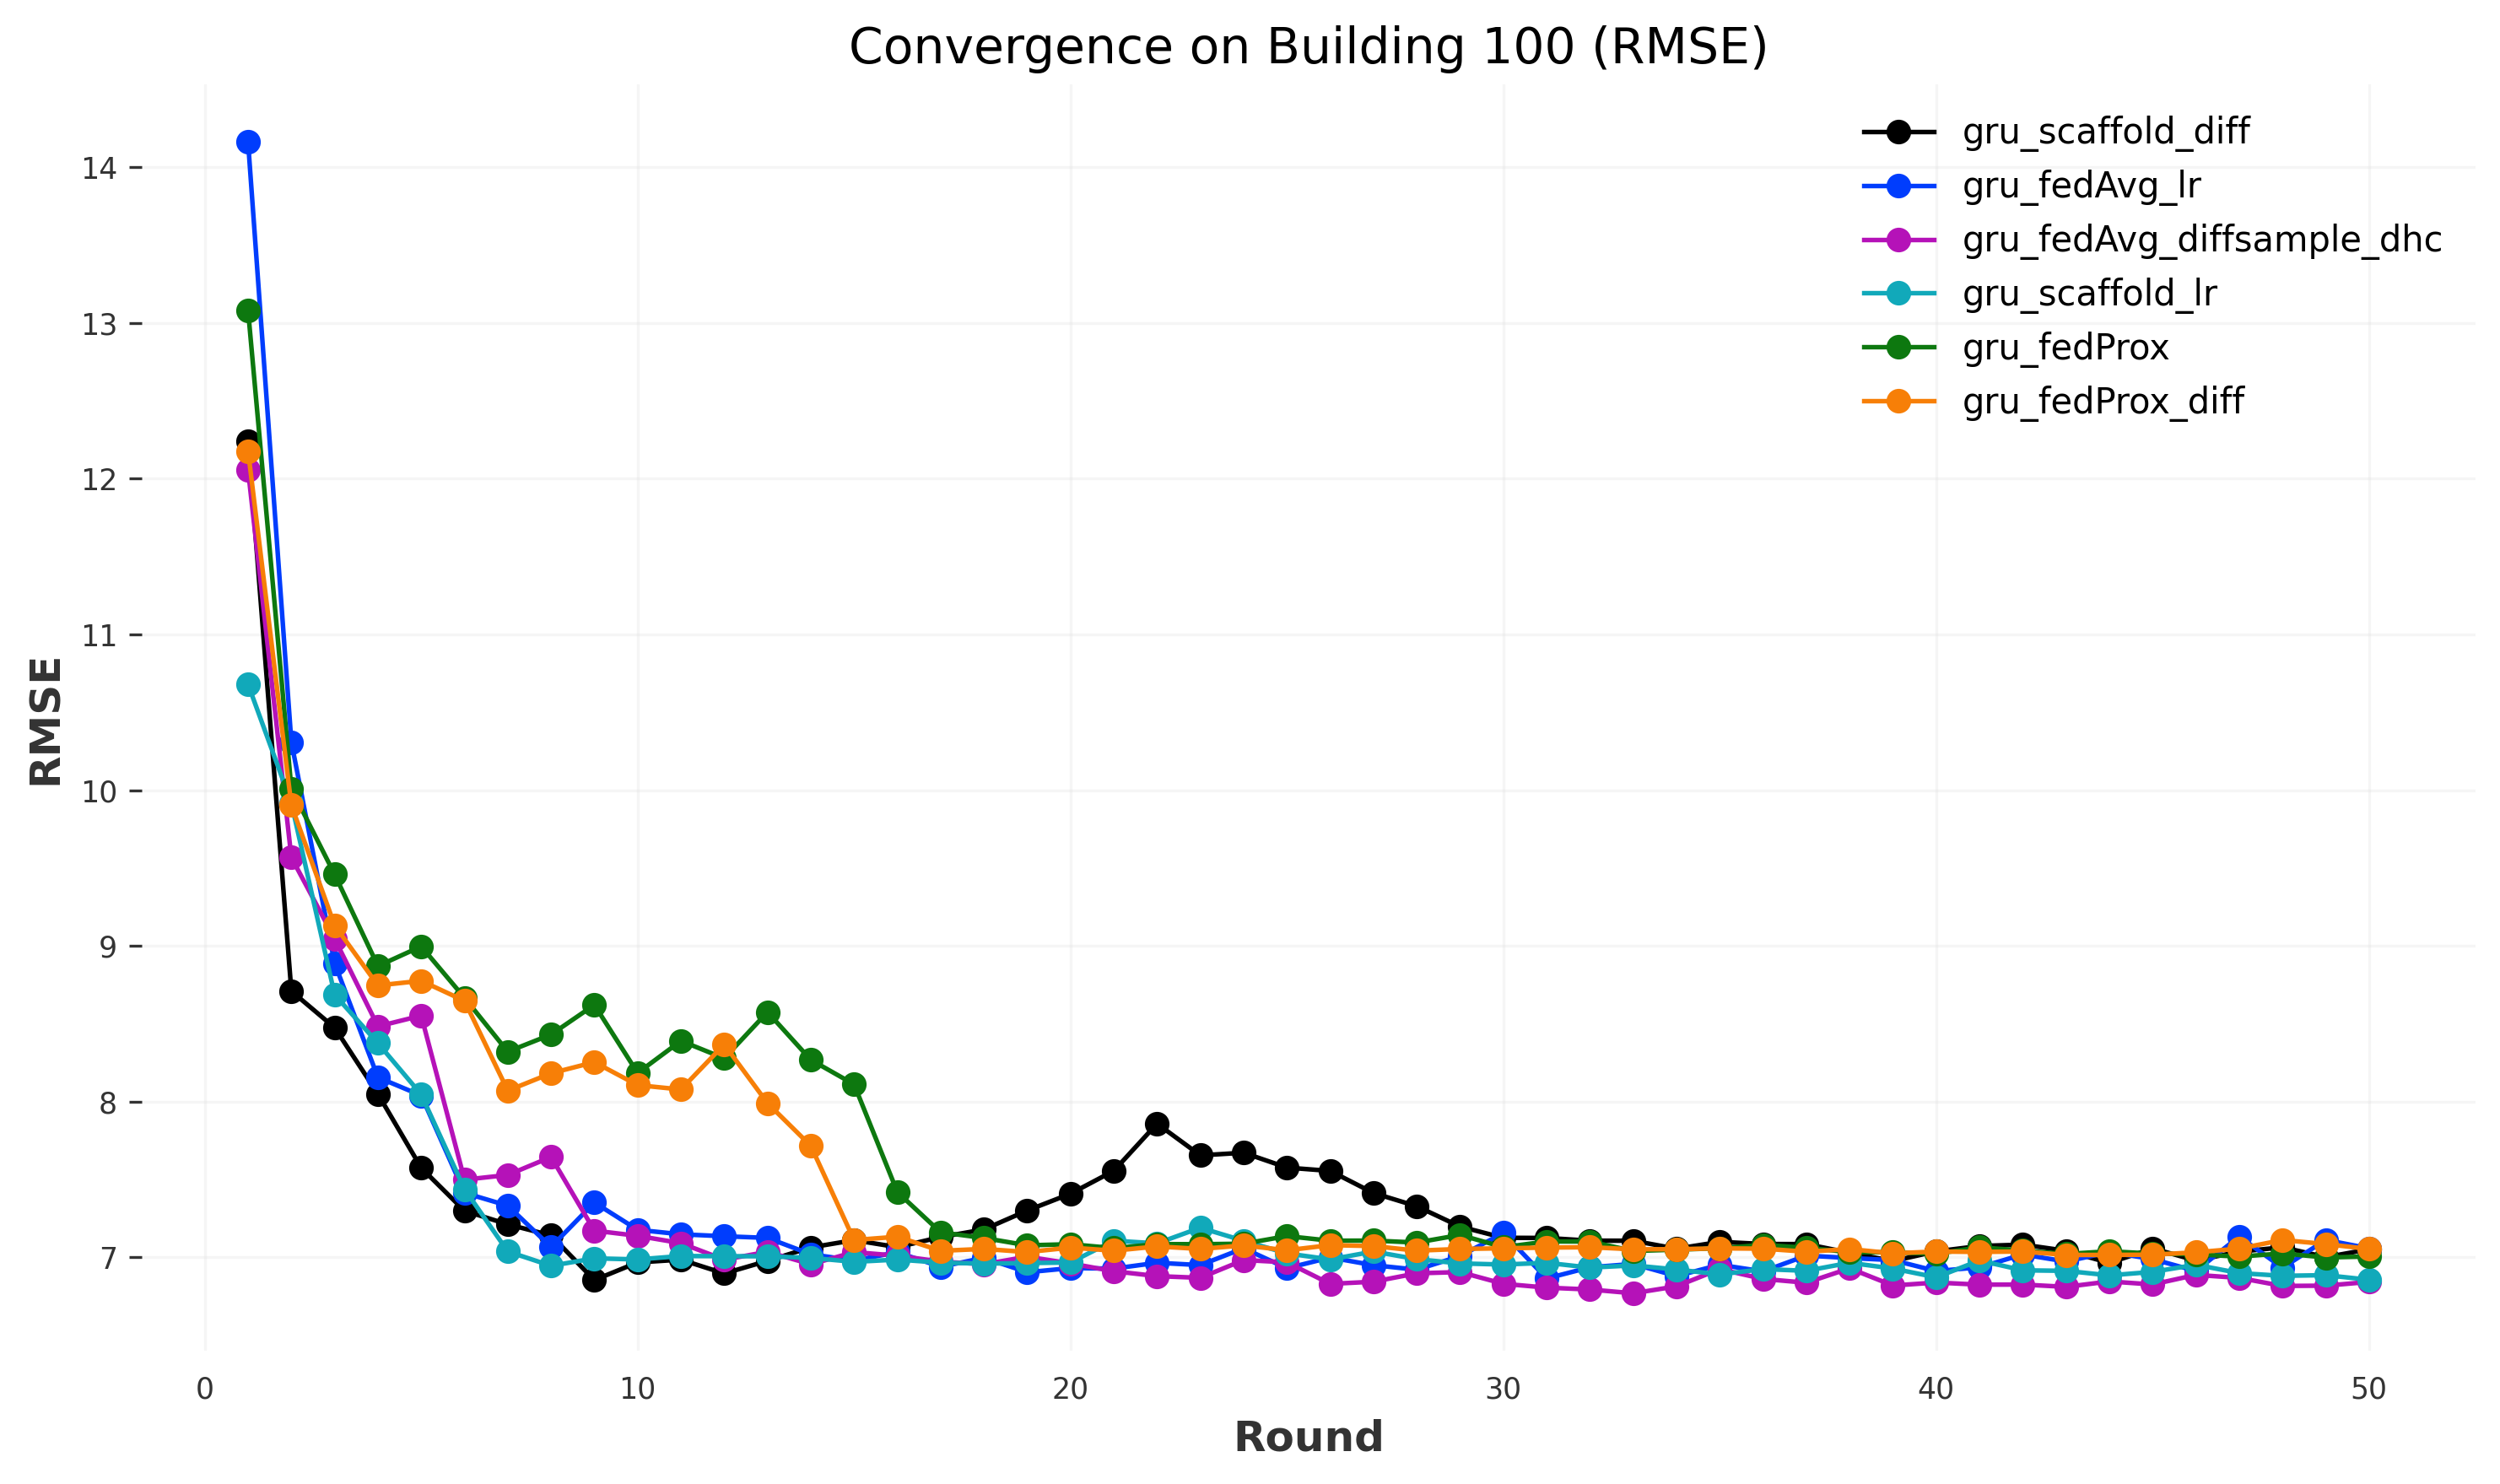 Convergence on Building 100 (RMSE)
gru_scaffold_diff
gru_fedAvg_lr
gru_fedAvg_diffsample_dhc
gru_scaffold_lr
gru_fedProx
gru_fedProx_diff
14
13
12
11
10
9
8
7
RMSE
0 10 20 30 40 50
Round